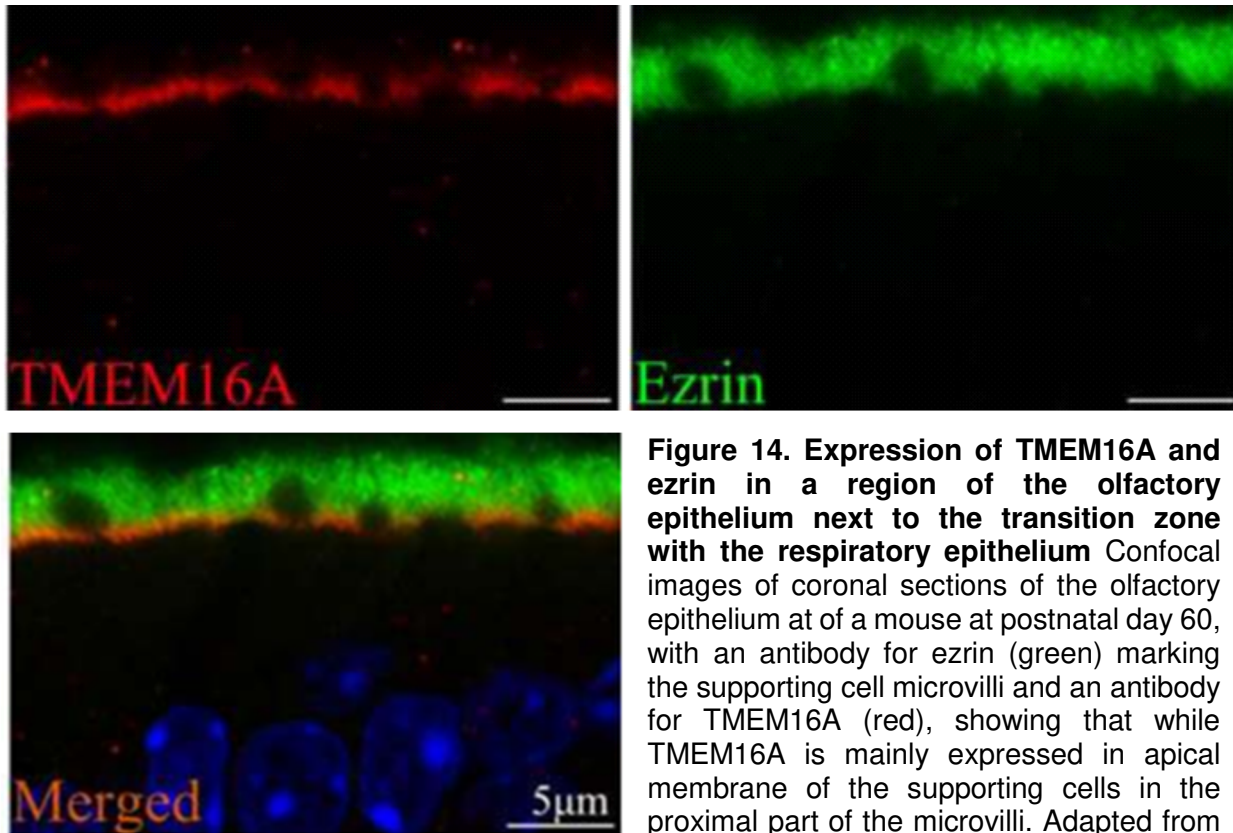 TMEM16A
Ezrin
Merged
5µm
Figure 14. Expression of TMEM16A and
ezrin in a region of the olfactory
epithelium next to the transition zone
with the respiratory epithelium Confocal
images of coronal sections of the olfactory
epithelium at of a mouse at postnatal day 60,
with an antibody for ezrin (green) marking
the supporting cell microvilli and an antibody
for TMEM16A (red), showing that while
TMEM16A is mainly expressed in apical
membrane of the supporting cells in the
proximal part of the microvilli. Adapted from